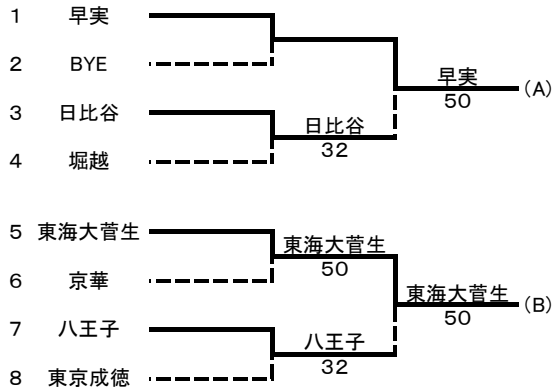 1 早実
早実
50
(A)
2 BYE
3 日比谷
日比谷
32
4 堀越
5 東海大菅生
東海大菅生
50
6 京華
東海大菅生
50
(B)
7 八王子
八王子
32
8 東京成徳